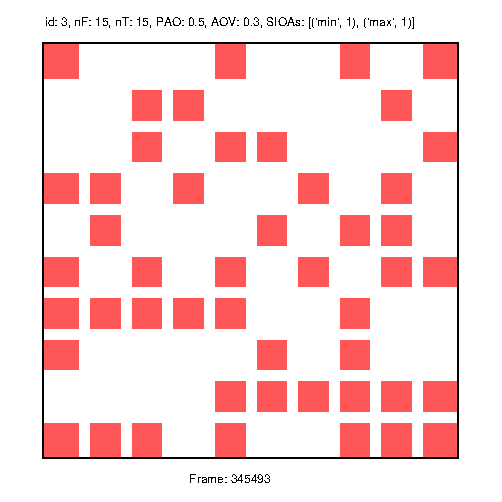 id: 3, nF: 15, nT: 15, PAO: 0.5, AOV: 0.3, SIOAs: [('min', 1), ('max', 1)]
Frame: 345493